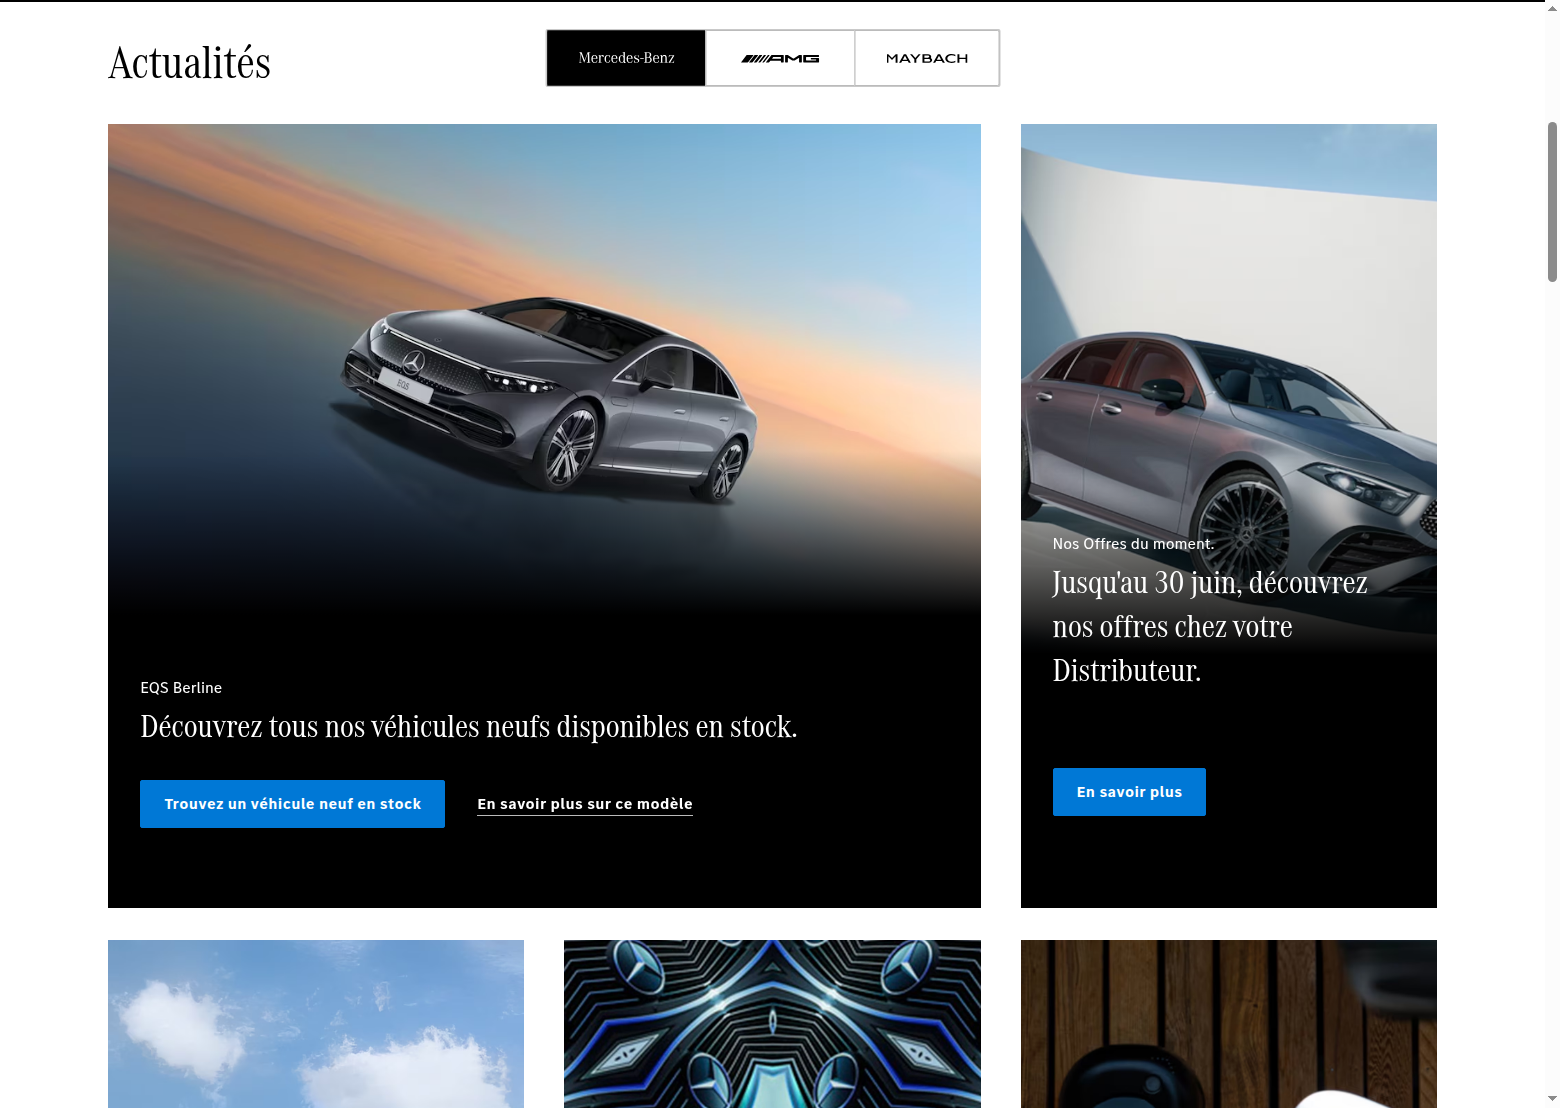 Actualités
Mercedes-Benz
AMG
MAYBACH
EQS
EQS Berline
Découvrez tous nos véhicules neufs disponibles en stock.
Trouvez un véhicule neuf en stock
En savoir plus sur ce modèle
Nos Offres du moment.
Jusqu'au 30 juin, découvrez
nos offres chez votre
Distributeur.
En savoir plus